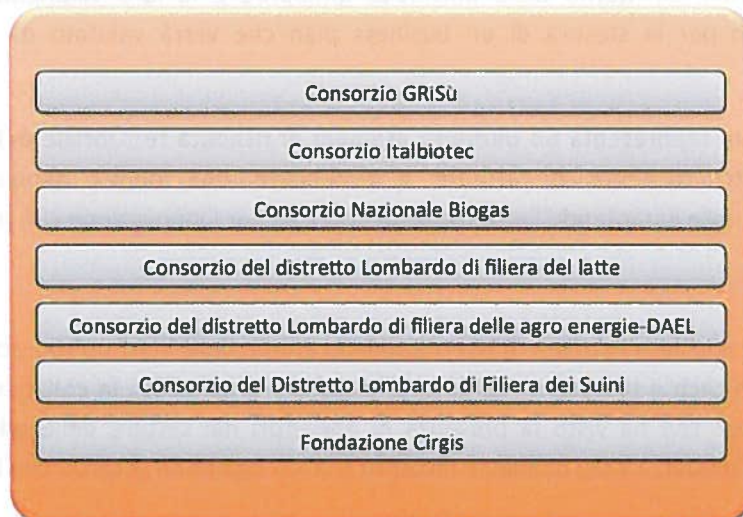 Consorzio GRiSù
Consorzio Italbiotec
Consorzio Nazionale Biogas
Consorzio del distretto Lombardo di filiera del latte
Consorzio del distretto Lombardo di filiera delle agro energie-DAEL
Consorzio del Distretto Lombardo di Filiera dei Suini
Fondazione Cirgis